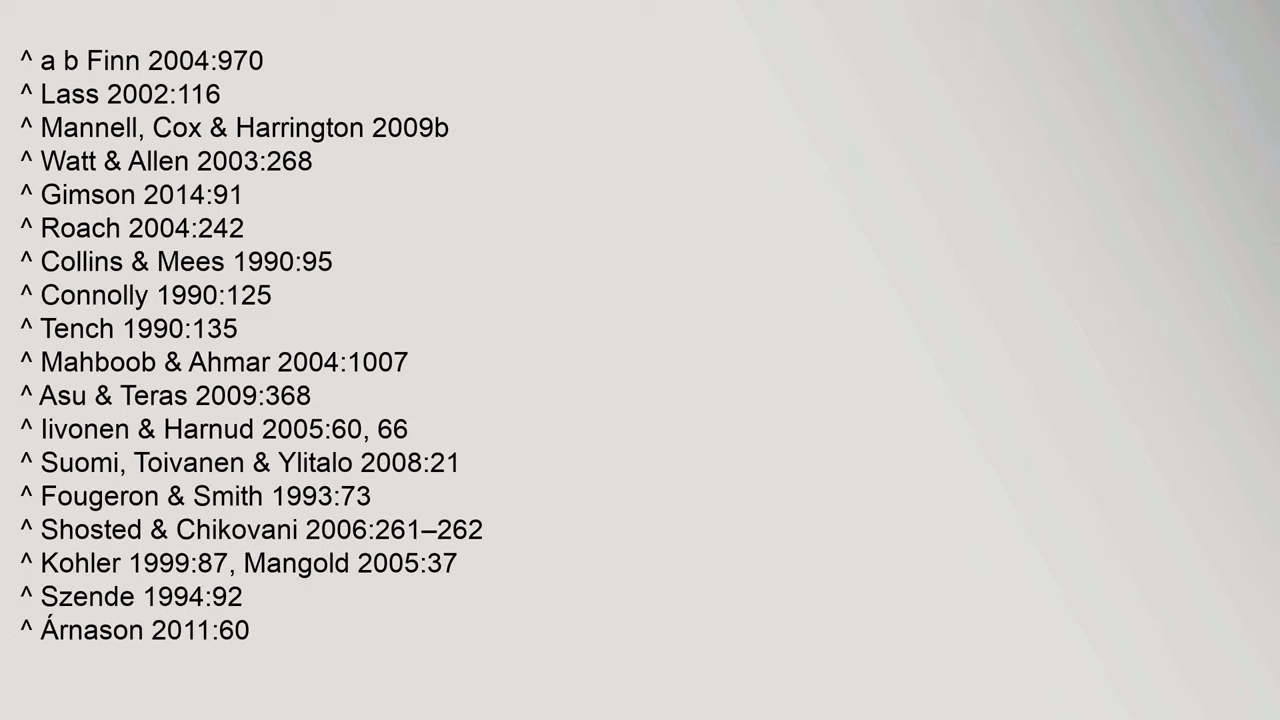 ^ a b Finn 2004:970
^ Lass 2002:116
^ Mannell, Cox & Harrington 2009b
^ Watt & Allen 2003:268
^ Gimson 2014:91
^ Roach 2004:242
^ Collins & Mees 1990:95
^ Connolly 1990:125
^ Tench 1990:135
^ Mahboob & Ahmar 2004:1007
^ Asu & Teras 2009:368
^ Iivonen & Harnud 2005:60, 66
^ Suomi, Toivanen & Ylitalo 2008:21
^ Fougeron & Smith 1993:73
^ Shosted & Chikovani 2006:261–262
^ Kohler 1999:87, Mangold 2005:37
^ Szende 1994:92
^ Árnason 2011:60